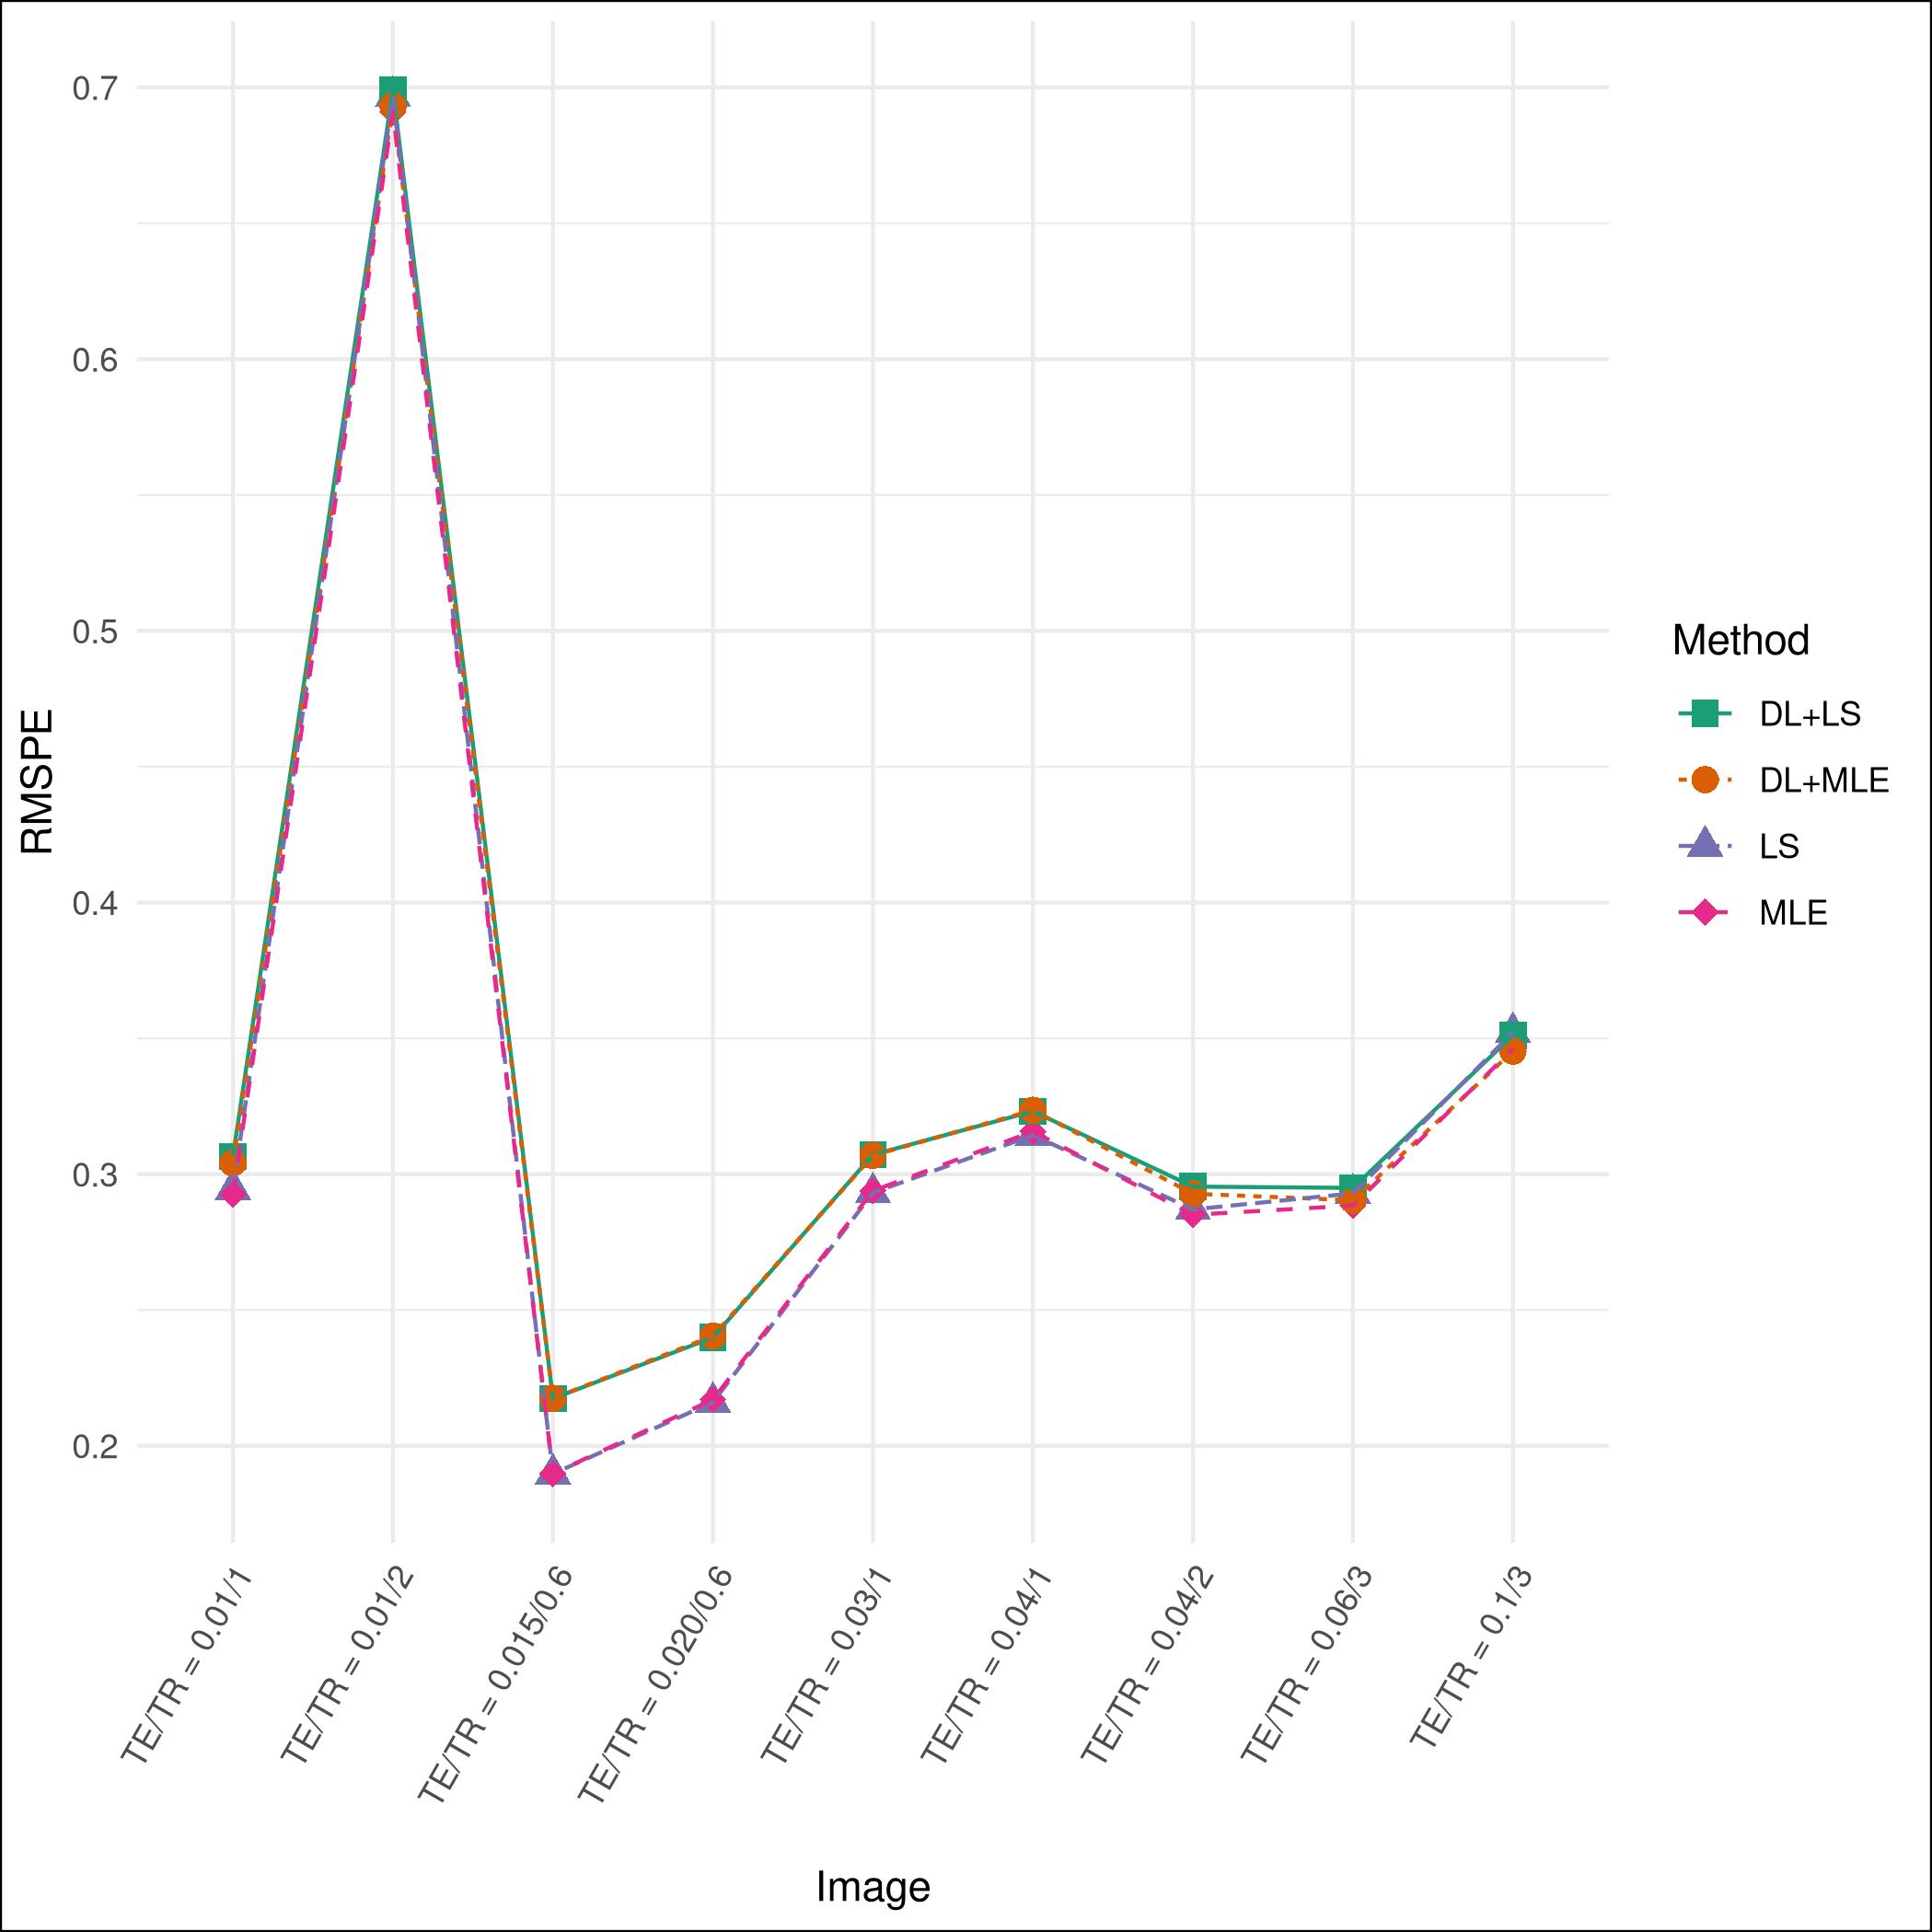 0.7
0.6
0.5
0.4
0.3
0.2
RMSPE
TE/TR = 0.01/1
TE/TR = 0.01/2
TE/TR = 0.015/0.6
TE/TR = 0.020/0.6
TE/TR = 0.03/1
TE/TR = 0.04/1
TE/TR = 0.04/2
TE/TR = 0.06/3
TE/TR = 0.1/3
Image
Method
DL+LS
DL+MLE
LS
MLE